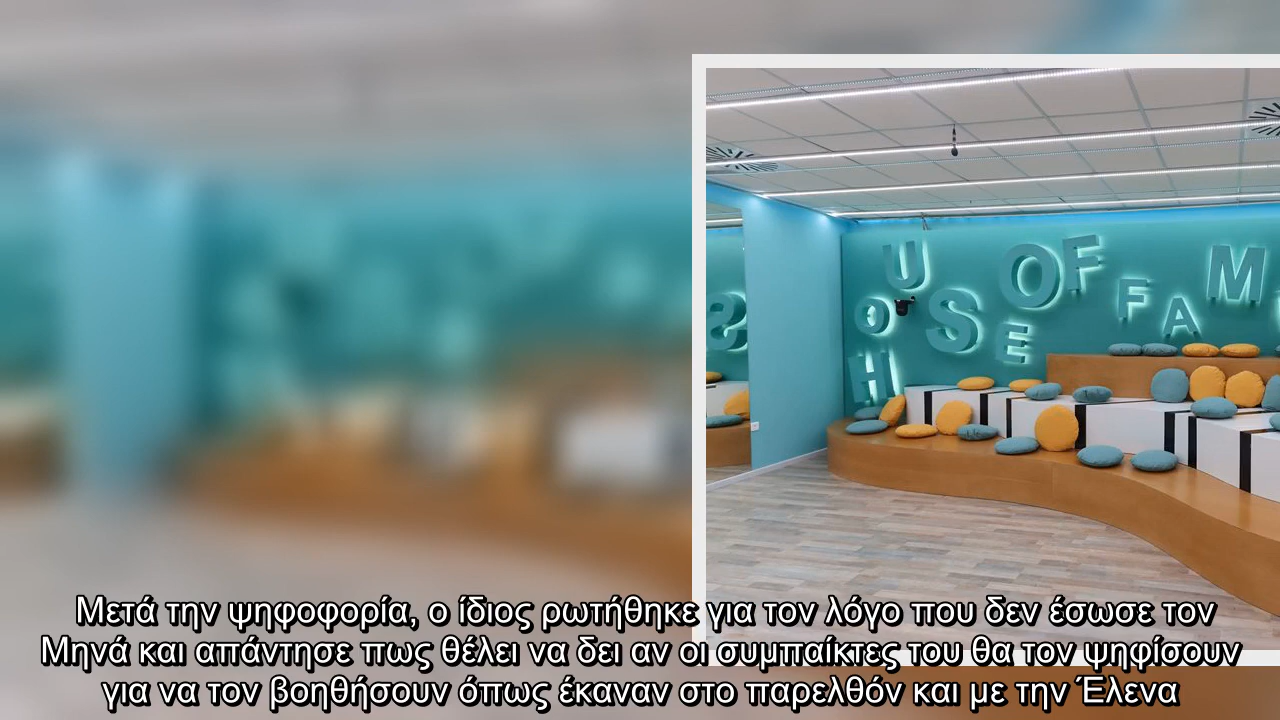 HOUSE OF FAM
Μετά την ψηφοφορία, ο ίδιος ρωτήθηκε για τον λόγο που δεν έσωσε τον
Μηνά και απάντησε πως θέλει να δει αν οι συμπαίκτες του θα τον ψηφίσουν
για να τον βοηθήσουν όπως έκαναν στο παρελθόν και με την Έλενα